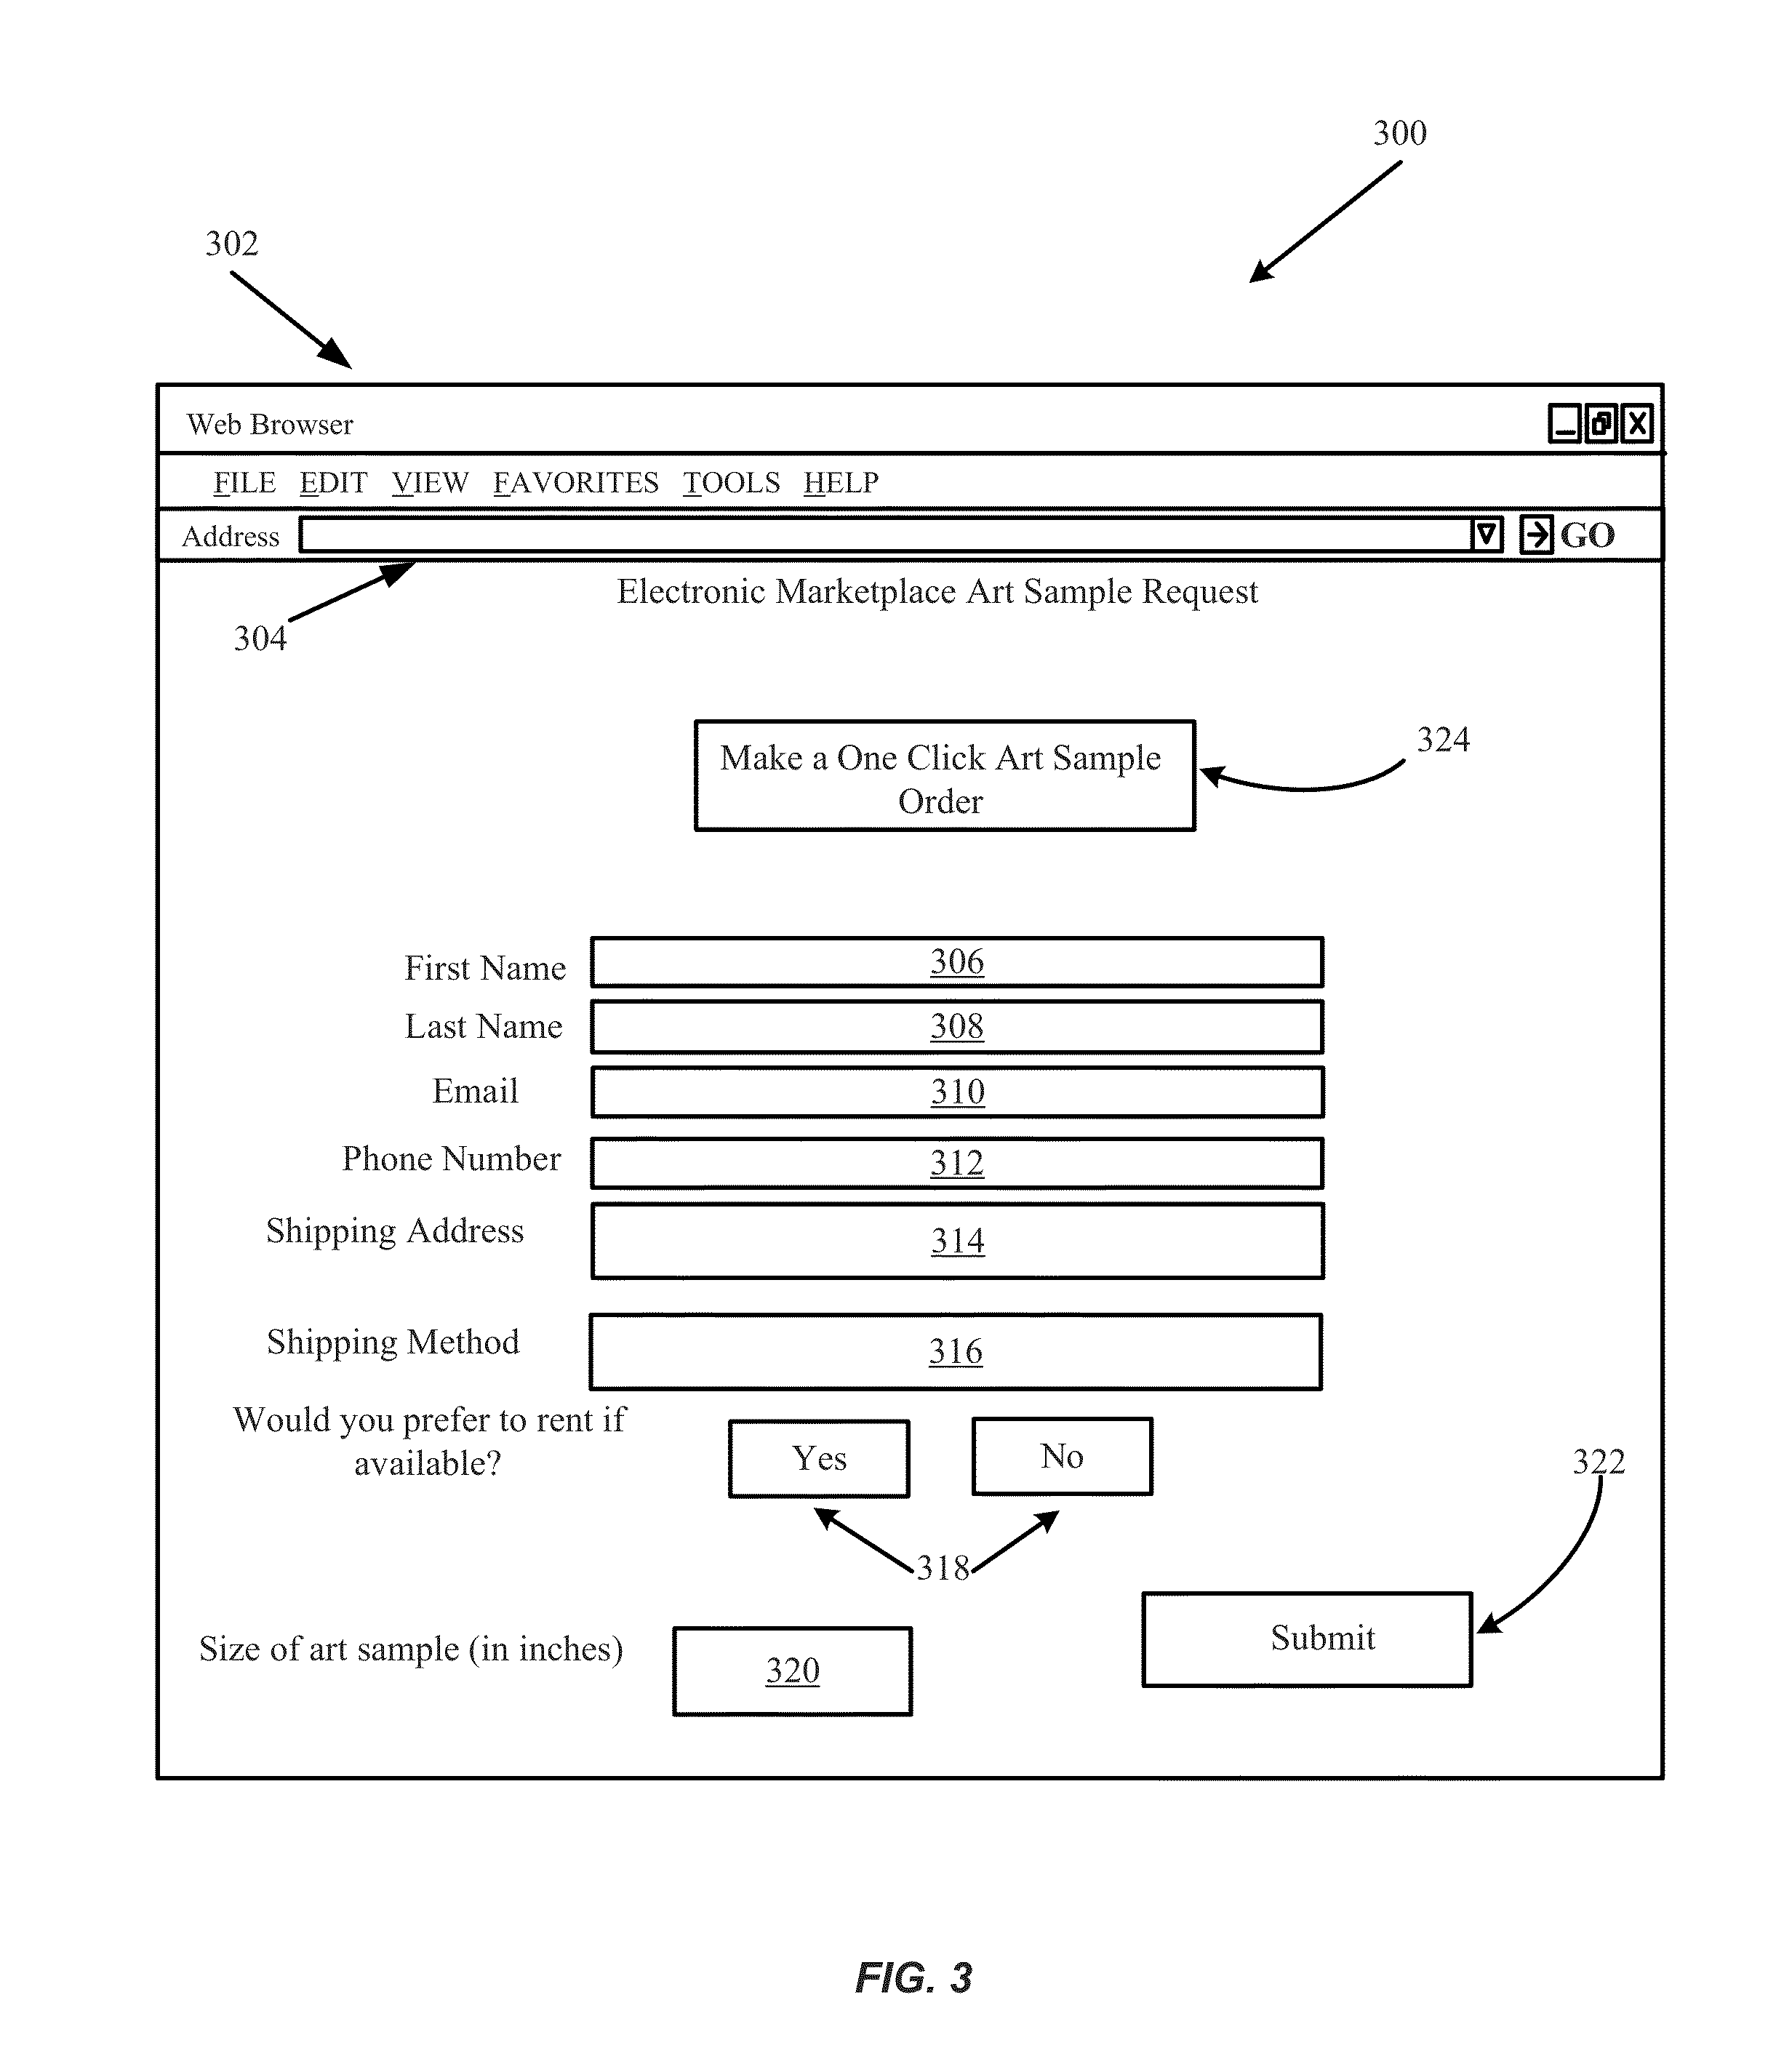 300
302
Web Browser
FILE EDIT VIEW FAVORITES TOOLS HELP
Address GO
Electronic Marketplace Art Sample Request
304
Make a One Click Art Sample
Order
324
First Name 306
Last Name 308
Email 310
Phone Number 312
Shipping Address 314
Shipping Method 316
Would you prefer to rent if
available?
Yes No
322
318
Size of art sample (in inches) 320
Submit
FIG. 3